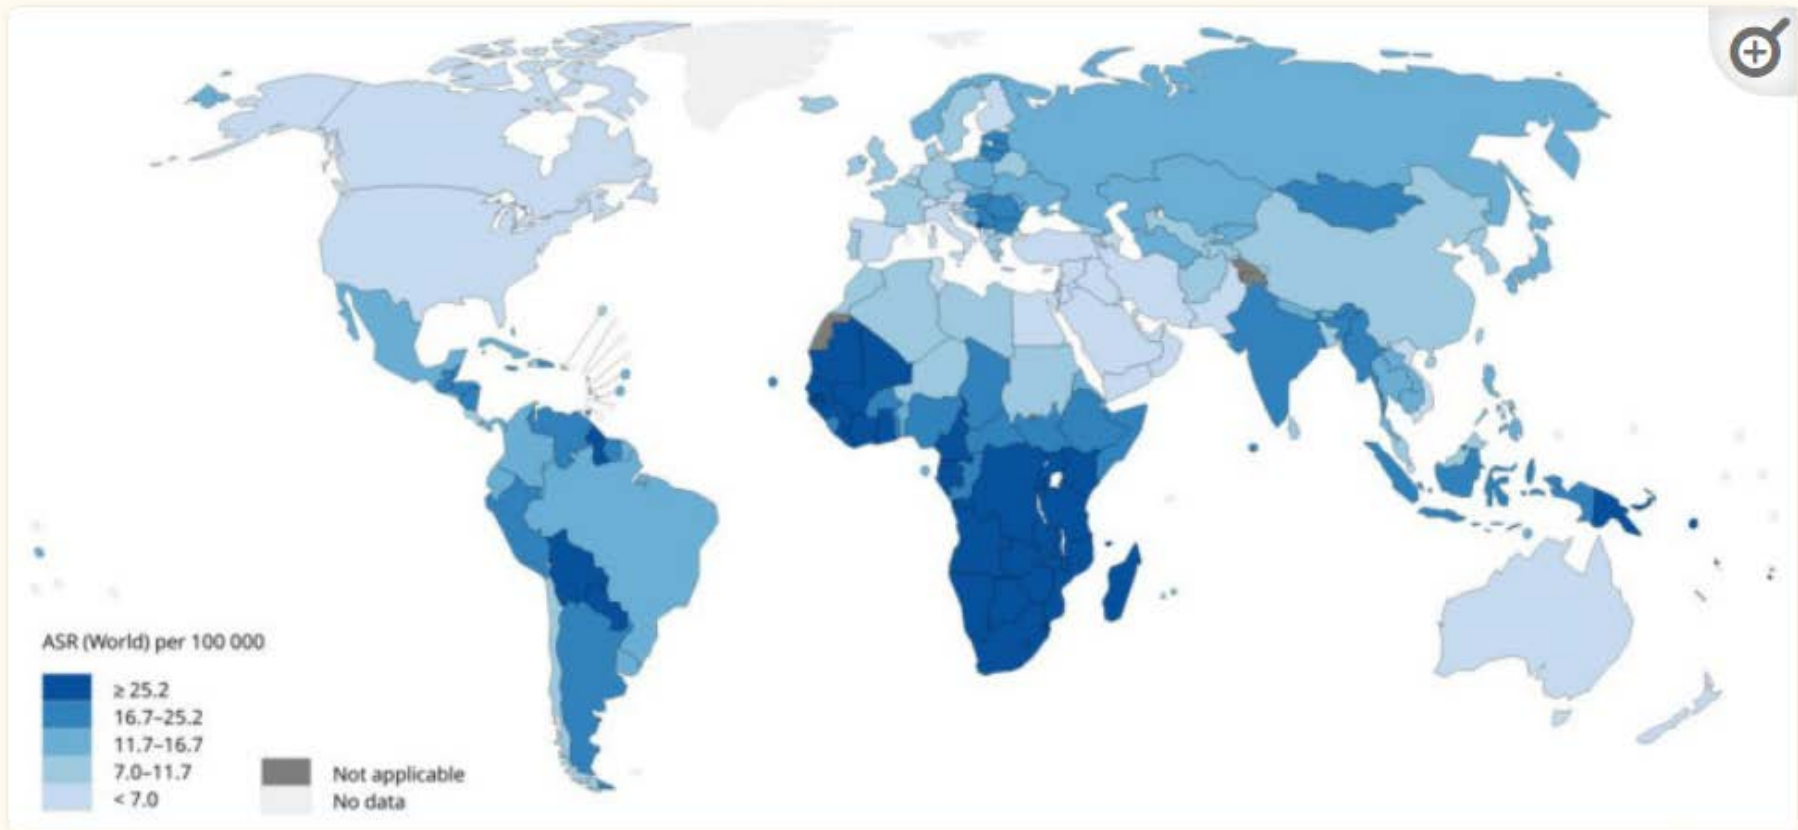 ASR (World) per 100 000
≥ 25.2
16.7–25.2
11.7–16.7
7.0–11.7
< 7.0
Not applicable
No data